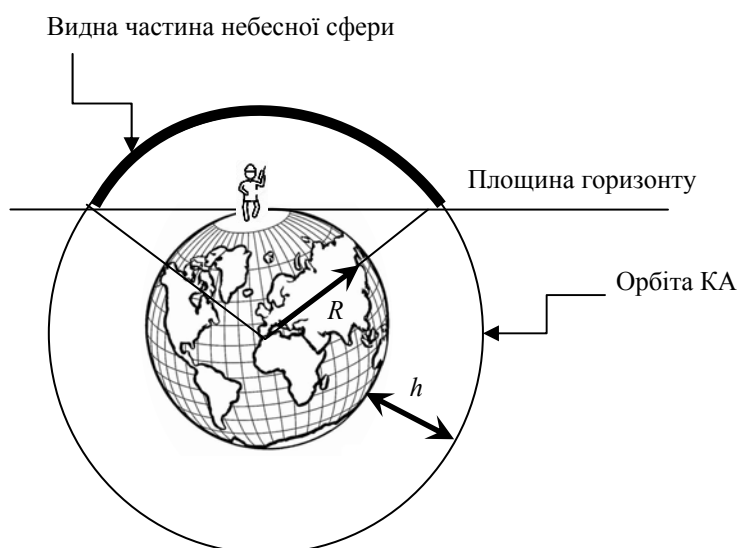 Видна частина небесної сфери
Площина горизонту
Орбіта КА
R
h